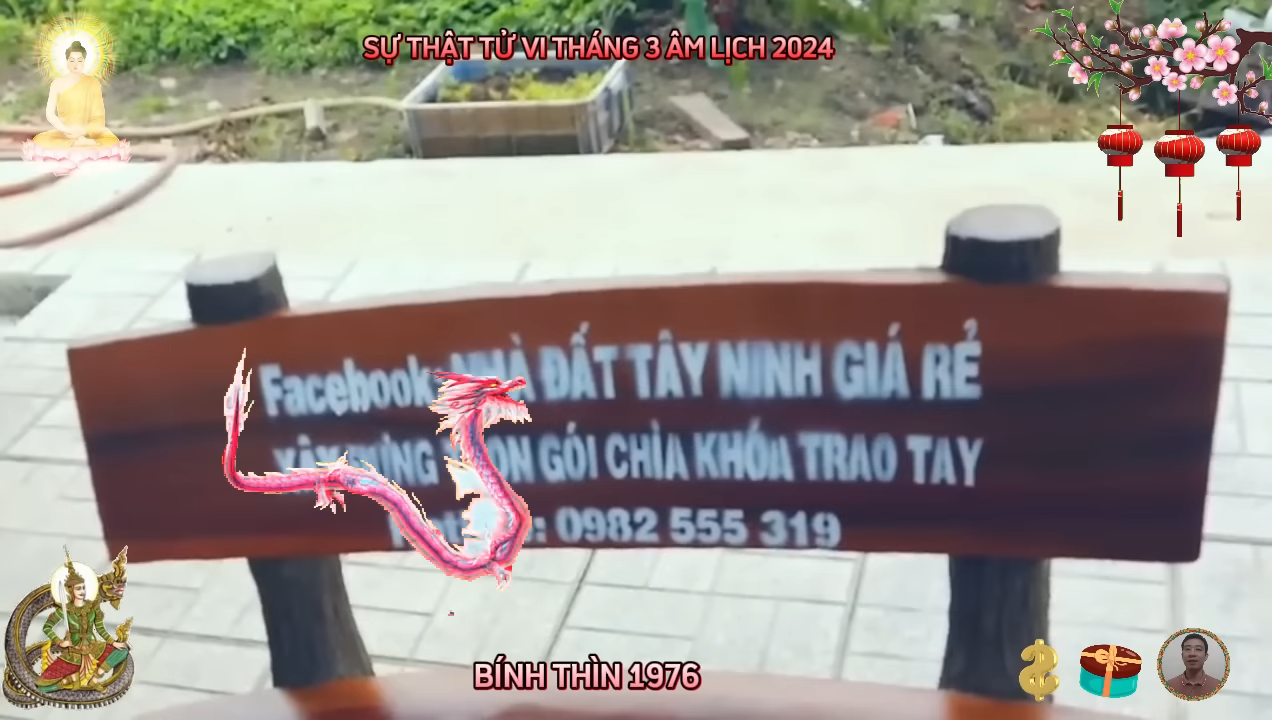 SỰ THẬT TỬ VI THÁNG 3 ÂM LỊCH 2024
Facebook: NHÀ ĐẤT TÂY NINH GIÁ RẺ
GÓI CHÌA KHÓA TRAO TAY
0982 555 319
BÍNH THÌN 1976